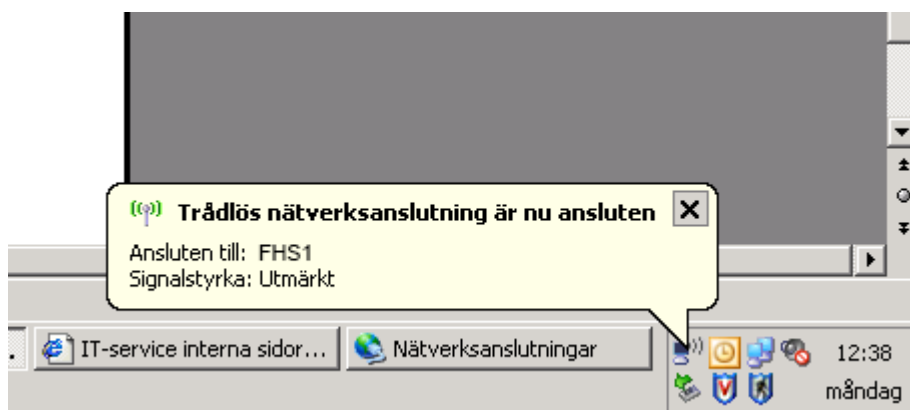 Trådlös nätverksanslutning är nu ansluten
Ansluten till: FHS1
Signalstyrka: Utmärkt
IT-service interna sidor...
Nätverksanslutningar
12:38
måndag